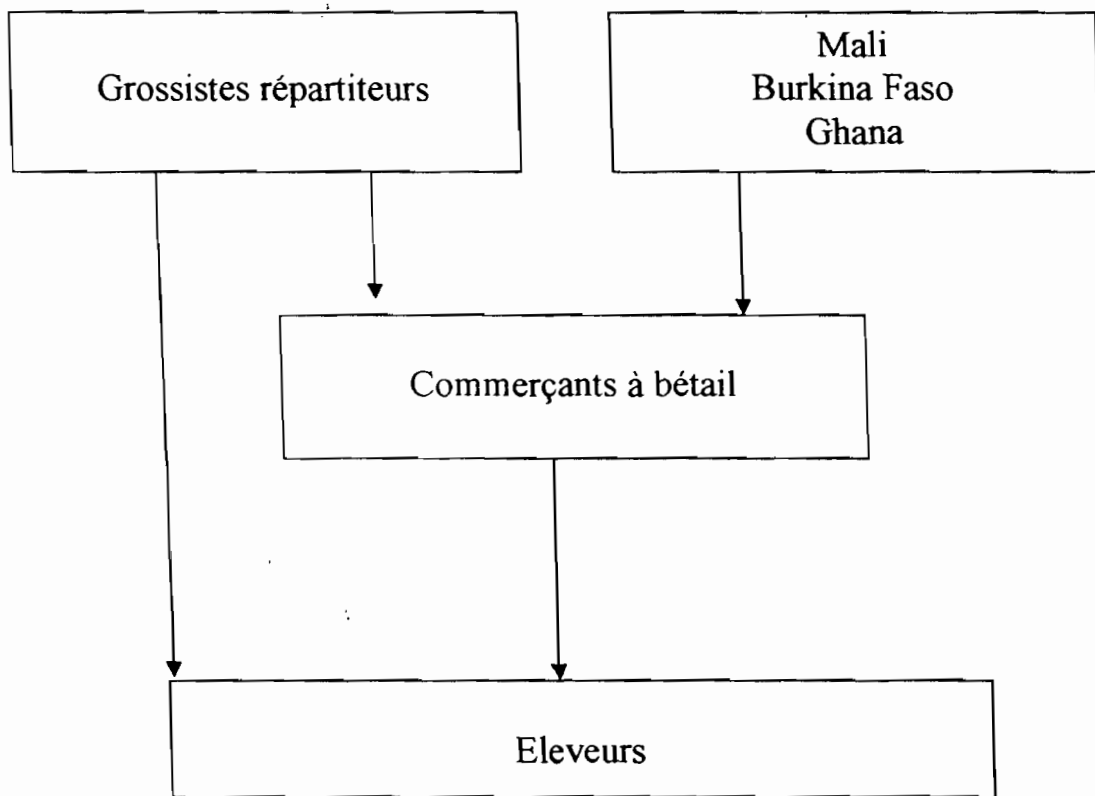 Grossistes répartiteurs
Mali
Burkina Faso
Ghana
Commerçants à bétail
Eleveurs